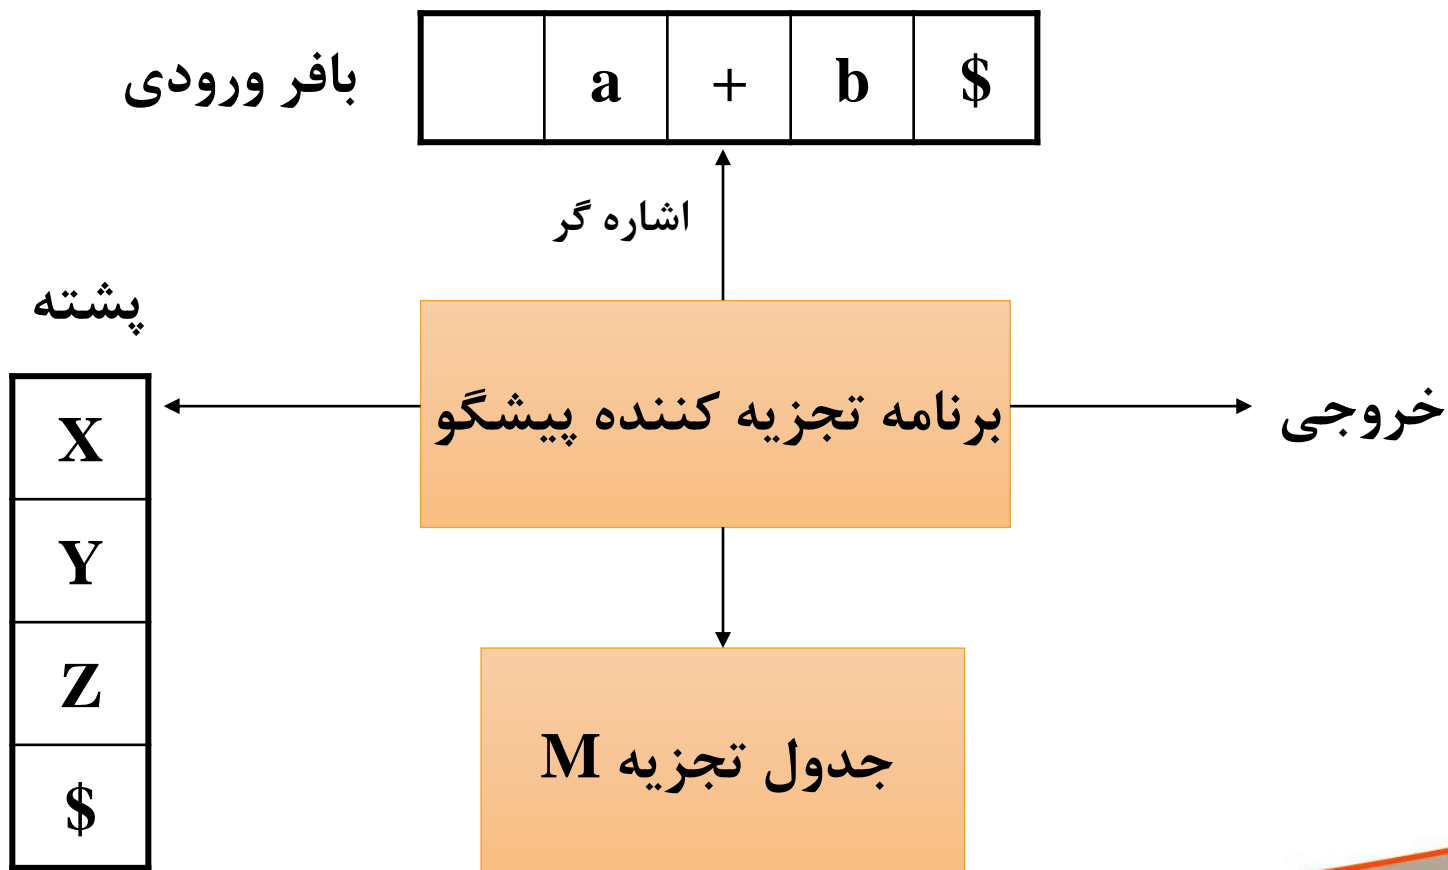 بافر ورودی
a + b $
اشاره گر
پشته
X
Y
Z
$
برنامه تجزیه کننده پیشگو
خروجی
جدول تجزیه M